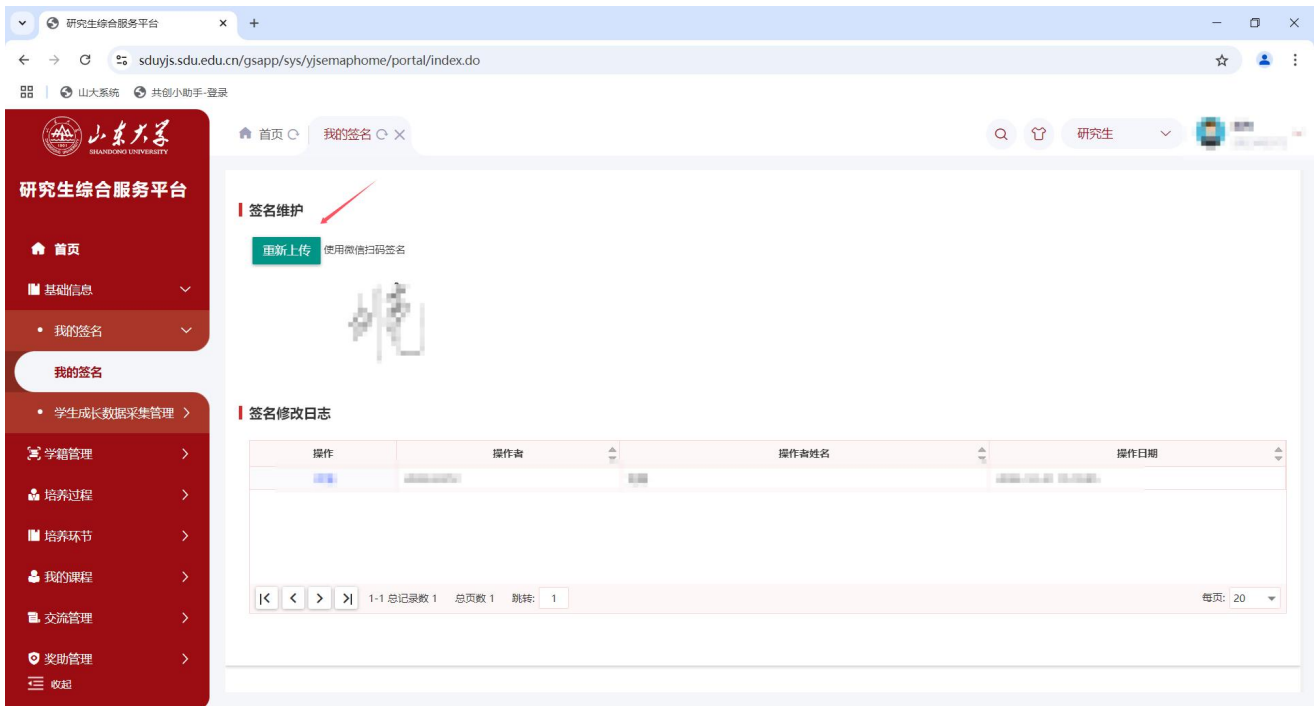 研究生综合服务平台
sduyjs.sdu.edu.cn/gsapp/sys/yjsemaphome/portal/index.do
山大系统 共创小助手-登录
山东大学
SHANDONG UNIVERSITY
1901
研究生综合服务平台
首页
基础信息
我的签名
我的签名
学生成长数据采集管理
学籍管理
培养过程
培养环节
我的课程
交流管理
奖助管理
收起
首页 我的签名 研究生
签名维护
重新上传 使用微信扫码签名
签名修改日志
操作 操作者 操作者姓名 操作日期
1-1 总记录数 1 总页数 1 跳转: 1 每页: 20